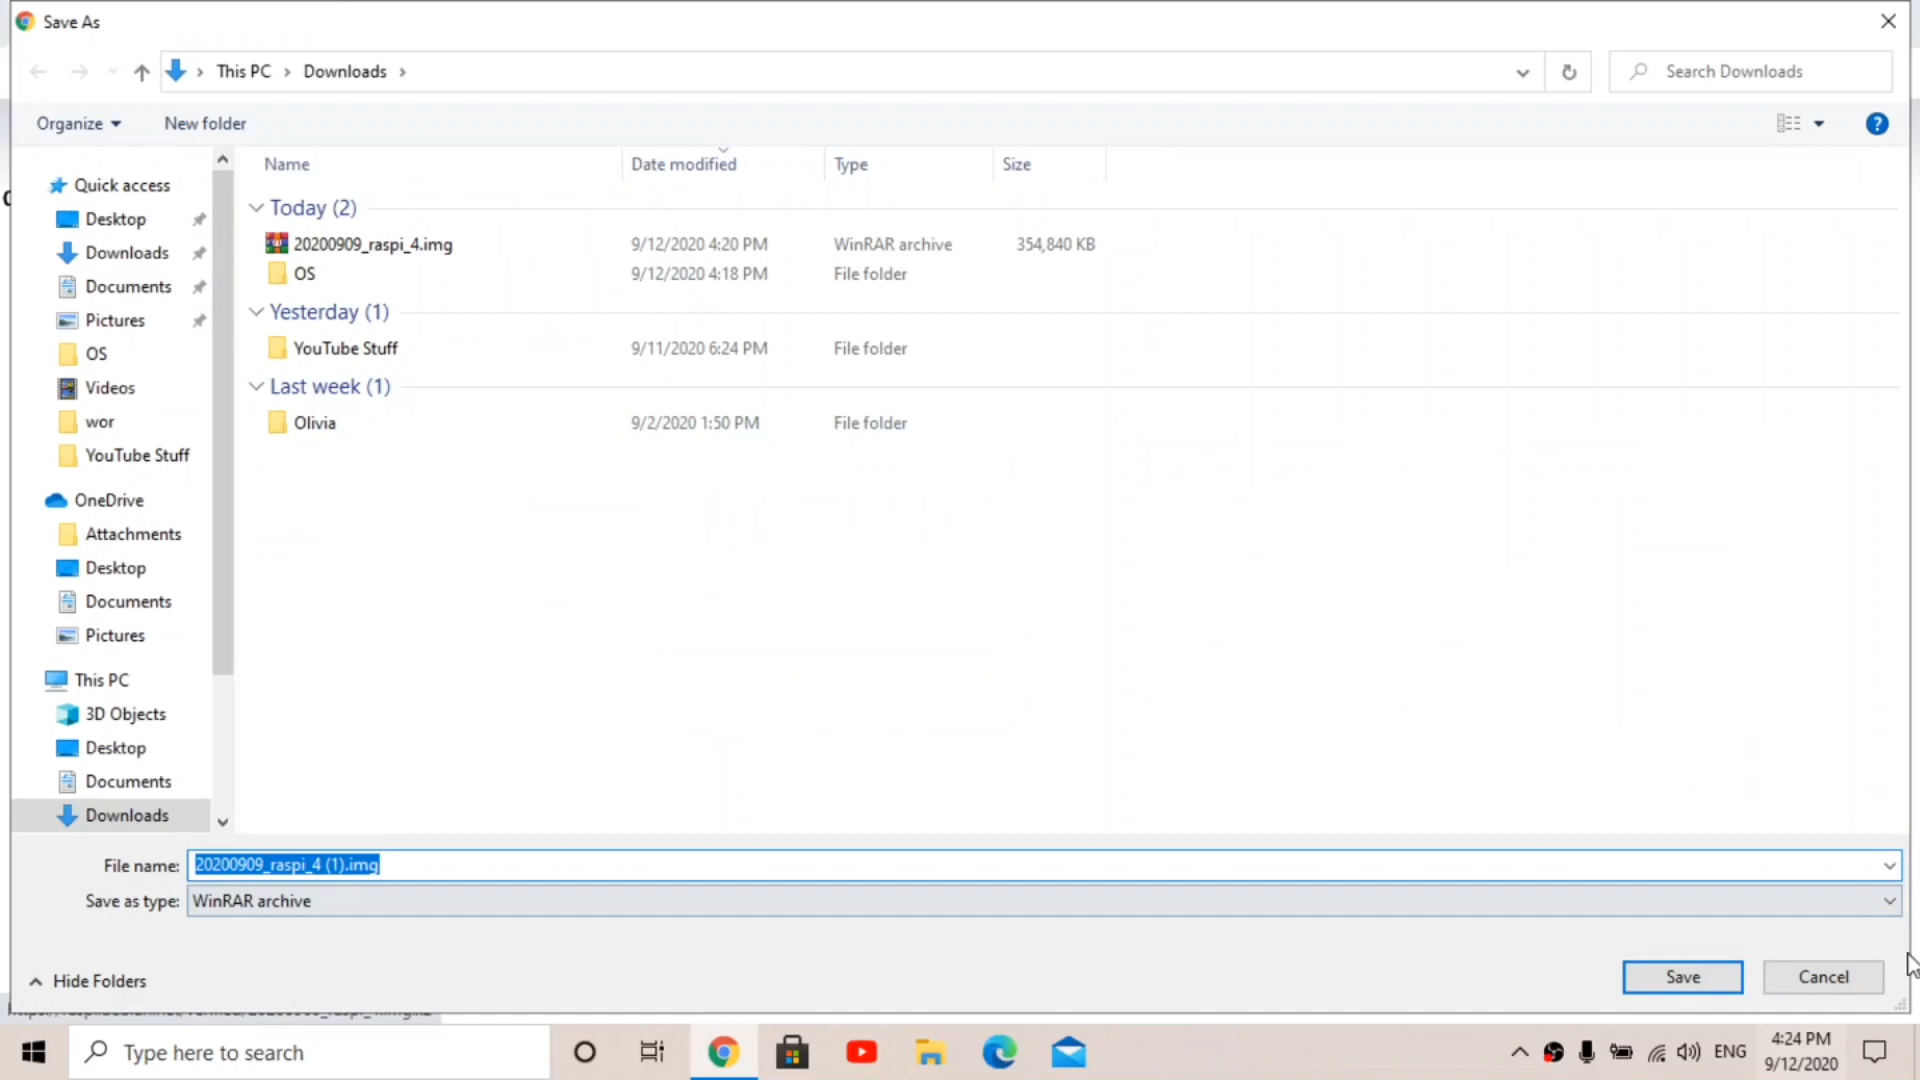 Save As
This PC > Downloads >
Search Downloads
Organize
New folder
?
Name
Date modified
Type
Size
Quick access
Desktop
Downloads
Documents
Pictures
OS
Videos
wor
YouTube Stuff
OneDrive
Attachments
Desktop
Documents
Pictures
This PC
3D Objects
Desktop
Documents
Downloads
Today (2)
20200909_raspi_4.img 9/12/2020 4:20 PM WinRAR archive 354,840 KB
OS 9/12/2020 4:18 PM File folder
Yesterday (1)
YouTube Stuff 9/11/2020 6:24 PM File folder
Last week (1)
Olivia 9/2/2020 1:50 PM File folder
File name: 20200909_raspi_4 (1).img
Save as type: WinRAR archive
Hide Folders
Save
Cancel
Type here to search
ENG
4:24 PM
9/12/2020